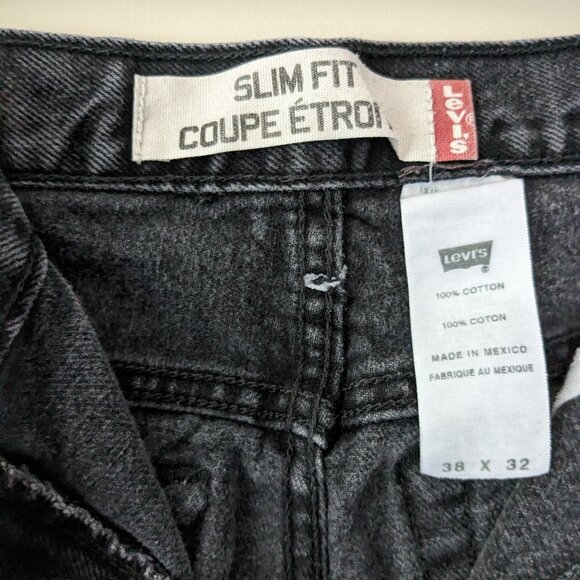 SLIM FIT
COUPE ÉTROI
Levi's®
Levi's®
100% COTTON
100% COTON
MADE IN MEXICO
FABRIQUE AU MEXIQUE
38 X 32